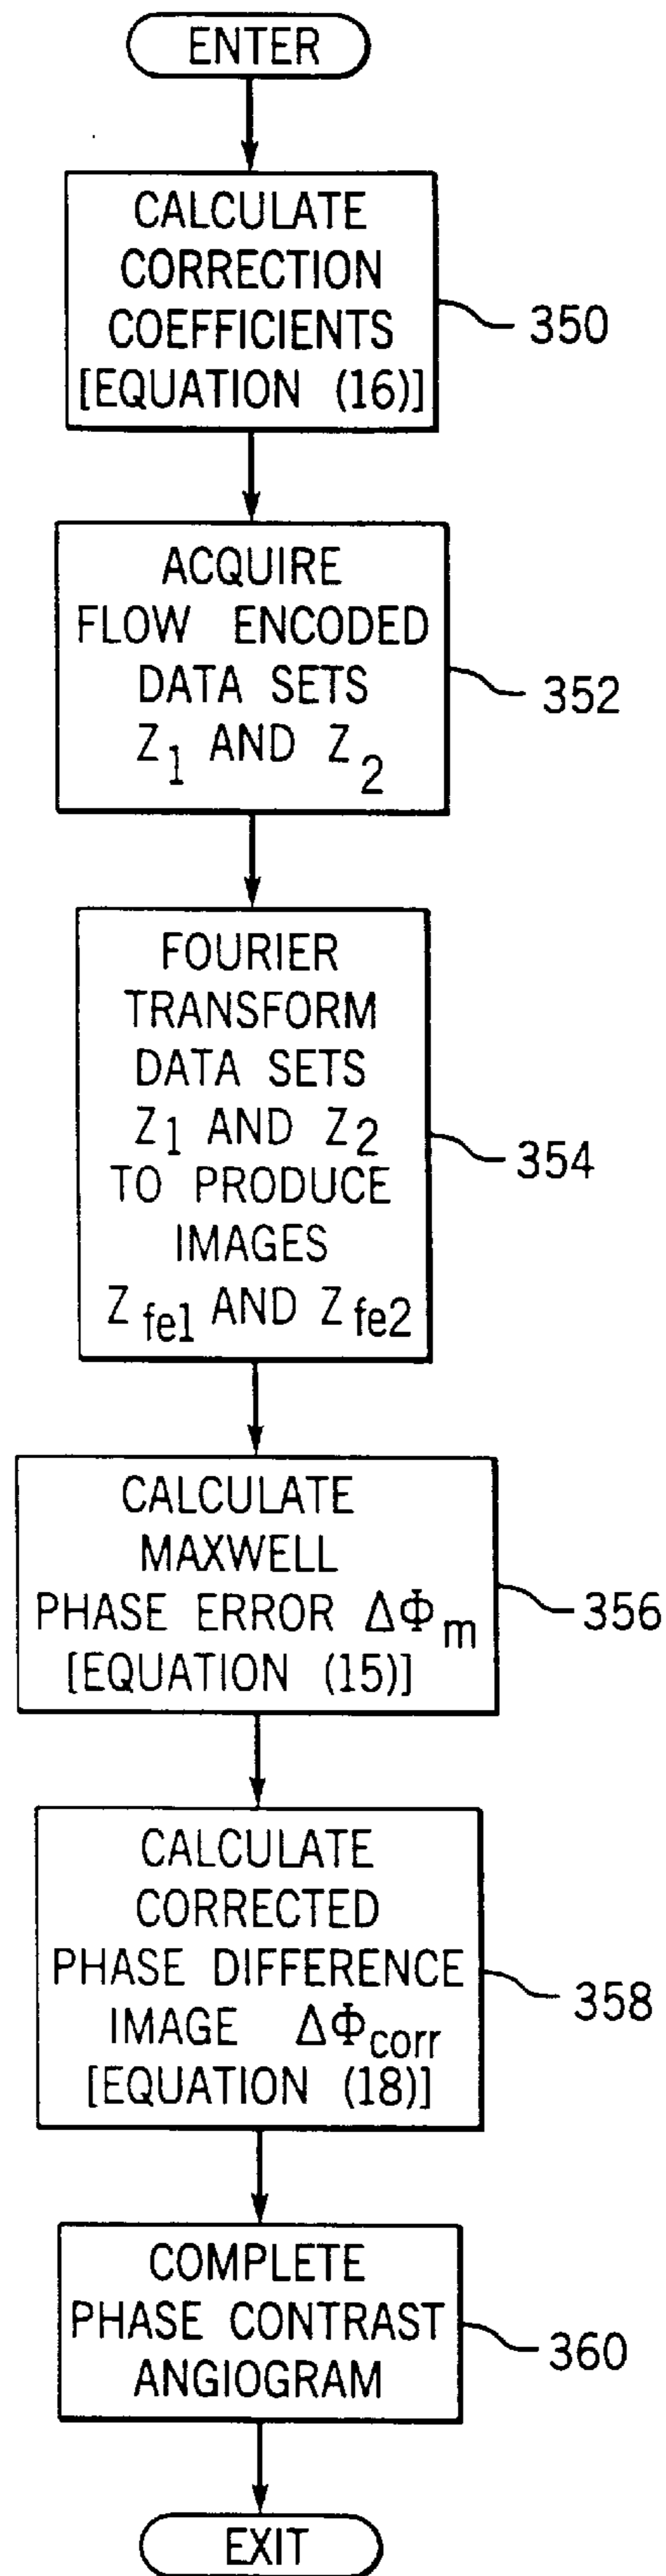 ENTER
CALCULATE
CORRECTION
COEFFICIENTS
[EQUATION (16)]
350
ACQUIRE
FLOW ENCODED
DATA SETS
Z1 AND Z2
352
FOURIER
TRANSFORM
DATA SETS
Z1 AND Z2
TO PRODUCE
IMAGES
Zfe1 AND Zfe2
354
CALCULATE
MAXWELL
PHASE ERROR ΔΦm
[EQUATION (15)]
356
CALCULATE
CORRECTED
PHASE DIFFERENCE
IMAGE ΔΦcorr
[EQUATION (18)]
358
COMPLETE
PHASE CONTRAST
ANGIOGRAM
360
EXIT